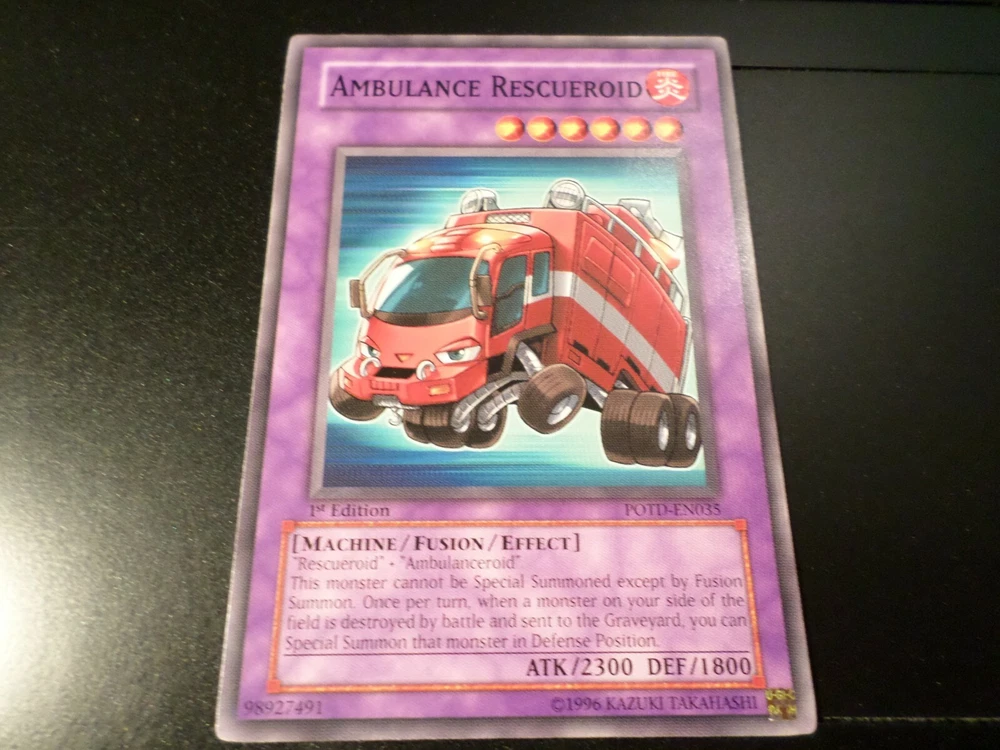 AMBULANCE RESCUEROID
炎
1st Edition
POTD-EN035
[MACHINE/FUSION/EFFECT]
"Rescueroid" + "Ambulanceroid"
This monster cannot be Special Summoned except by Fusion
Summon. Once per turn, when a monster on your side of the
field is destroyed by battle and sent to the Graveyard, you can
Special Summon that monster in Defense Position.
ATK/2300 DEF/1800
98927491
©1996 KAZUKI TAKAHASHI